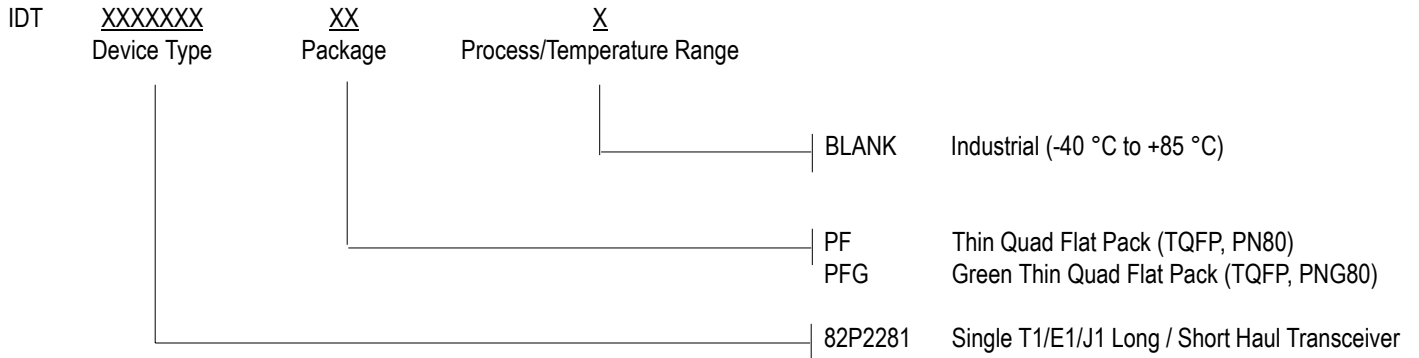 IDT XXXXXXX XX X
Device Type Package Process/Temperature Range
BLANK Industrial (-40 °C to +85 °C)
PF Thin Quad Flat Pack (TQFP, PN80)
PFG Green Thin Quad Flat Pack (TQFP, PNG80)
82P2281 Single T1/E1/J1 Long / Short Haul Transceiver